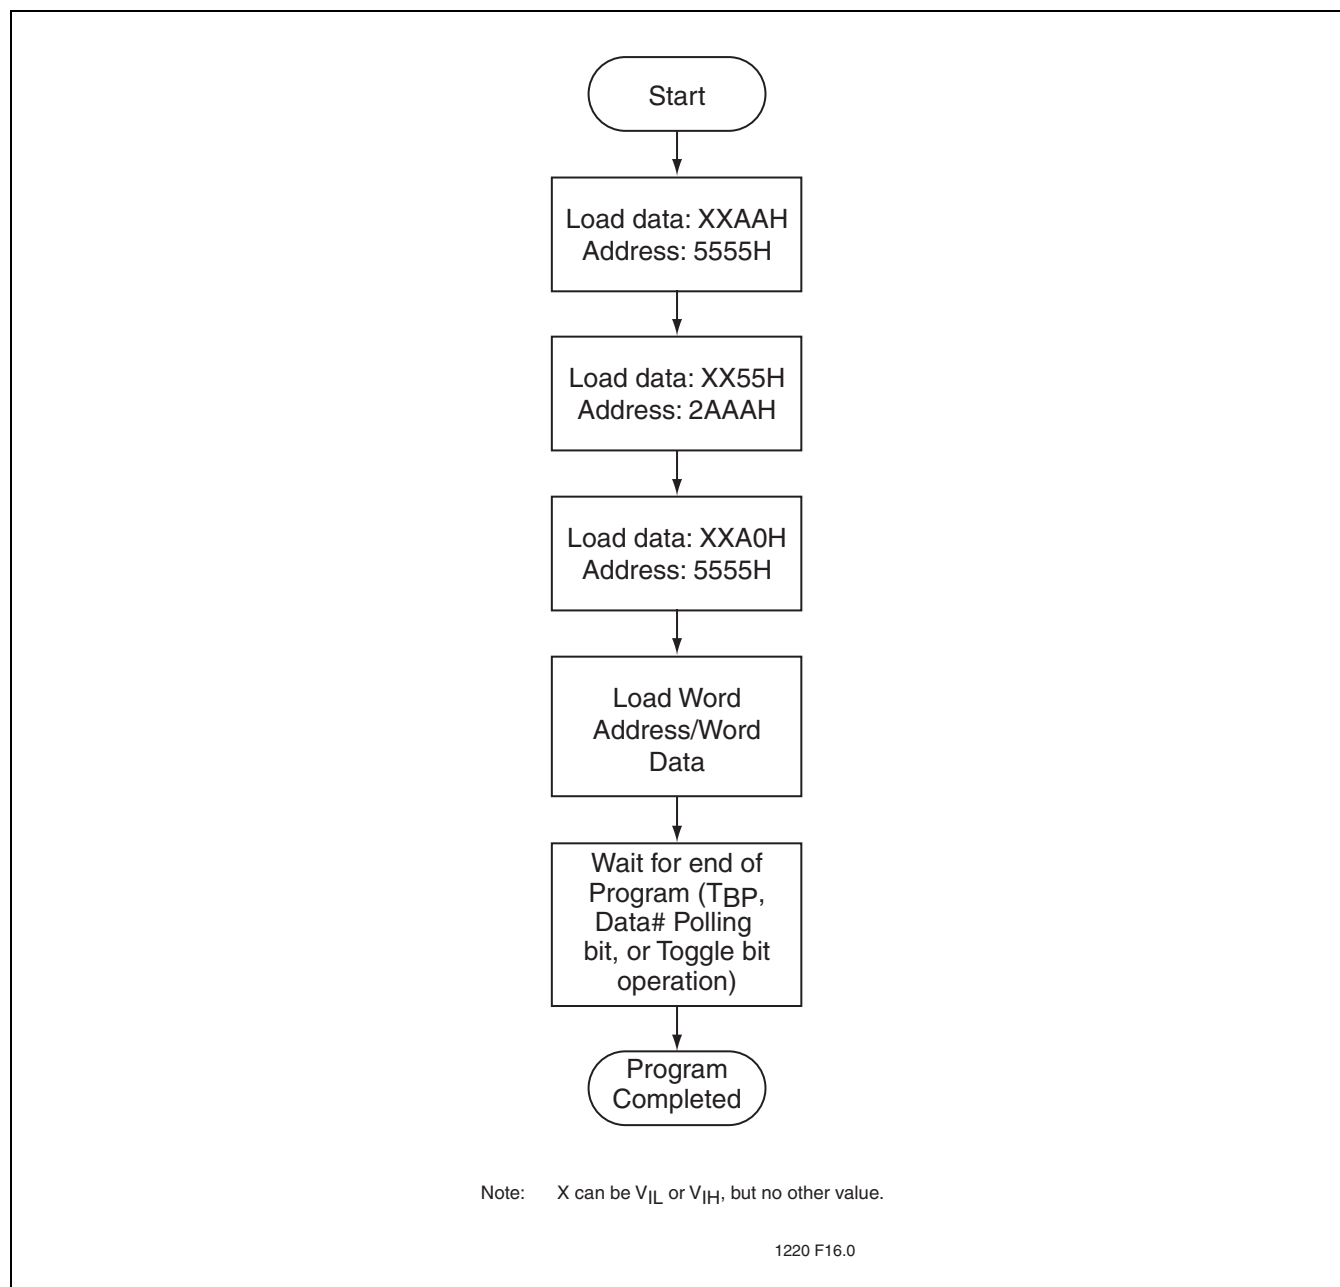 Start
Load data: XXAAH
Address: 5555H
Load data: XX55H
Address: 2AAAH
Load data: XXA0H
Address: 5555H
Load Word
Address/Word
Data
Wait for end of
Program (TBP,
Data# Polling
bit, or Toggle bit
operation)
Program
Completed
Note: X can be VIL or VIH, but no other value.
1220 F16.0